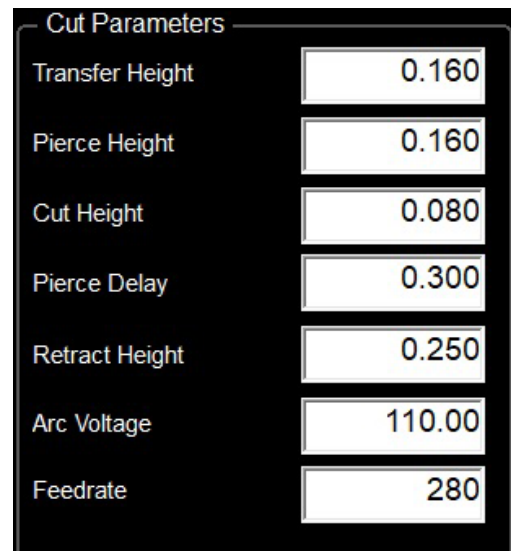 Cut Parameters
Transfer Height 0.160
Pierce Height 0.160
Cut Height 0.080
Pierce Delay 0.300
Retract Height 0.250
Arc Voltage 110.00
Feedrate 280